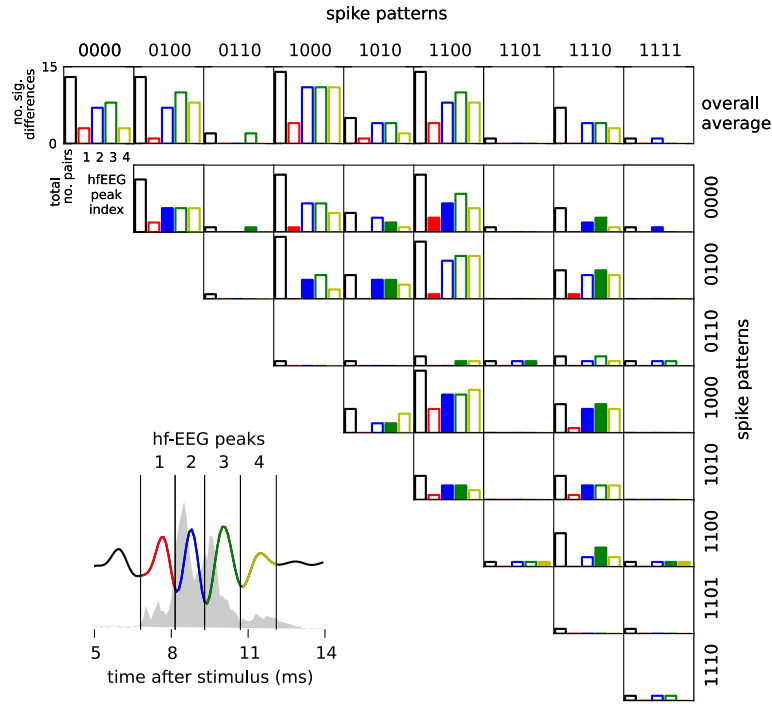 spike patterns
0000 0100 0110 1000 1010 1100 1101 1110 1111
15
no. sig.
differences
0
overall
average
total
no. pairs
1 2 3 4
hfEEG
peak
index
0000
0100
0110
1000
1010
1100
1101
1110
spike patterns
hf-EEG peaks
1 2 3 4
5 8 11 14
time after stimulus (ms)